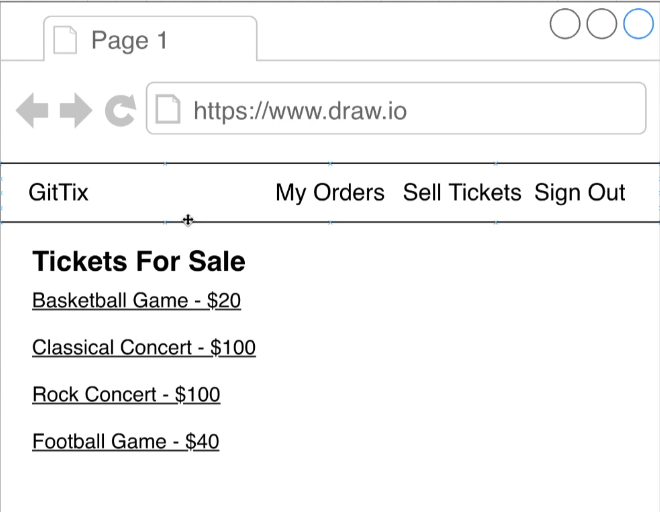 Page 1
https://www.draw.io
GitTix My Orders Sell Tickets Sign Out
Tickets For Sale
Basketball Game - $20
Classical Concert - $100
Rock Concert - $100
Football Game - $40